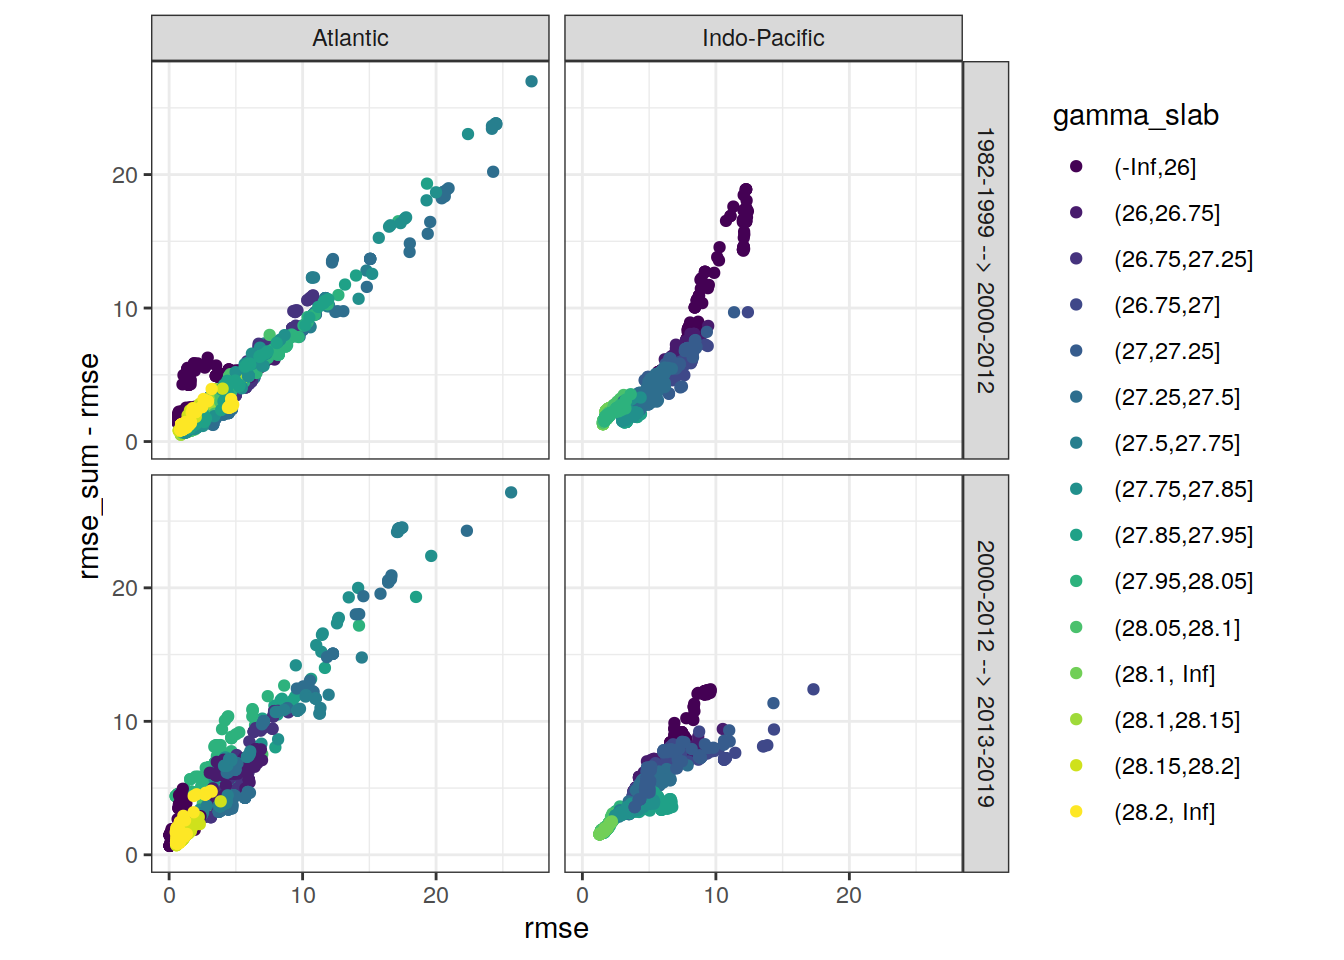 Atlantic
Indo-Pacific
20
10
0
1982-1999 --> 2000-2012
20
10
0
2000-2012 --> 2013-2019
0
10
20
0
10
20
rmse
rmse_sum - rmse
gamma_slab
(-Inf,26]
(26,26.75]
(26.75,27.25]
(26.75,27]
(27,27.25]
(27.25,27.5]
(27.5,27.75]
(27.75,27.85]
(27.85,27.95]
(27.95,28.05]
(28.05,28.1]
(28.1, Inf]
(28.1,28.15]
(28.15,28.2]
(28.2, Inf]